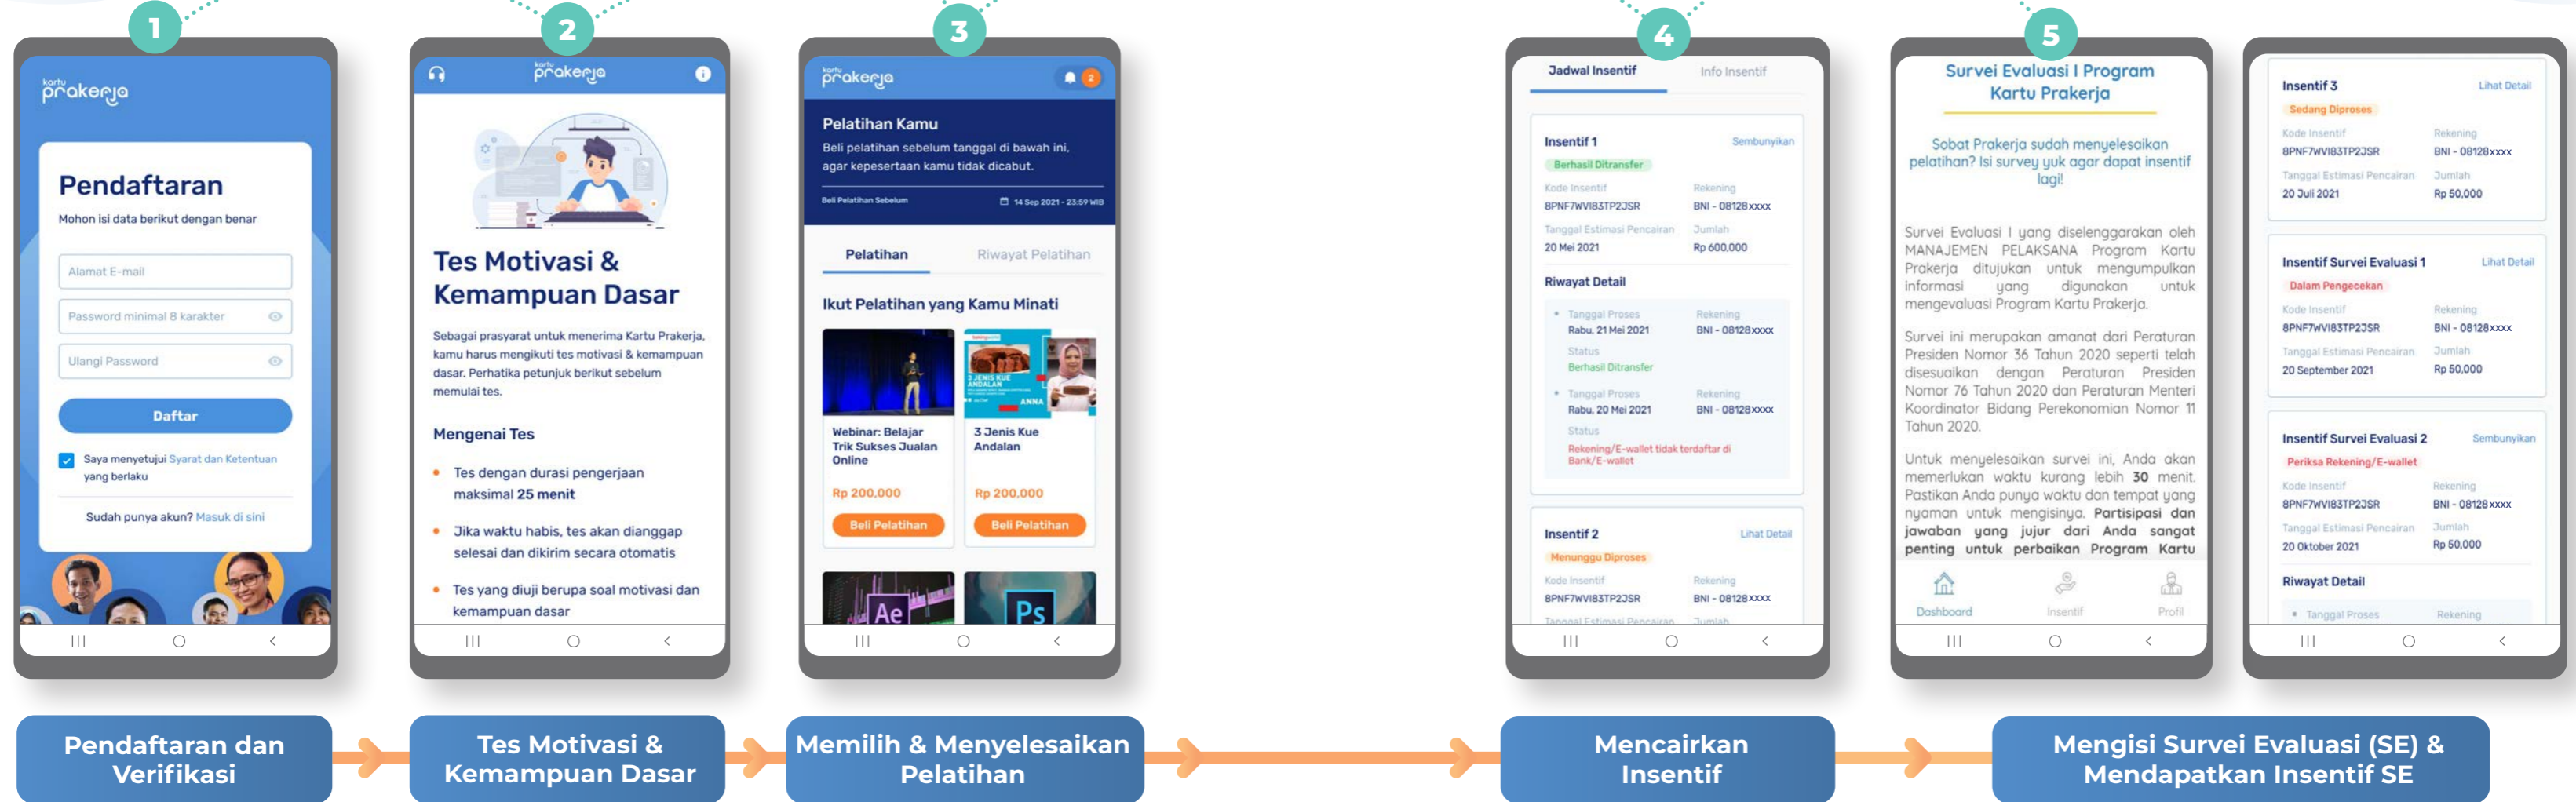 1
kartu
prakerja
Pendaftaran
Mohon isi data berikut dengan benar
Alamat E-mail
Password minimal 8 karakter
Ulangi Password
Daftar
Saya menyetujui Syarat dan Ketentuan
yang berlaku
Sudah punya akun? Masuk di sini
Pendaftaran dan
Verifikasi
2
kartu
prakerja
Tes Motivasi &
Kemampuan Dasar
Sebagai prasyarat untuk menerima Kartu Prakerja,
kamu harus mengikuti tes motivasi & kemampuan
dasar. Perhatika petunjuk berikut sebelum
memulai tes.
Mengenai Tes
Tes dengan durasi pengerjaan
maksimal 25 menit
Jika waktu habis, tes akan dianggap
selesai dan dikirim secara otomatis
Tes yang diuji berupa soal motivasi dan
kemampuan dasar
Tes Motivasi &
Kemampuan Dasar
3
kartu
prakerja
2
Pelatihan Kamu
Beli pelatihan sebelum tanggal di bawah ini,
agar kepesertaan kamu tidak dicabut.
Beli Pelatihan Sebelum 14 Sep 2021 - 23:59 WIB
Pelatihan Riwayat Pelatihan
Ikut Pelatihan yang Kamu Minati
3 JENIS KUE
ANDALAN
ANNA
Webinar: Belajar
Trik Sukses Jualan
Online
Rp 200,000
Beli Pelatihan
3 Jenis Kue
Andalan
Rp 200,000
Beli Pelatihan
Ae
Ps
Memilih & Menyelesaikan
Pelatihan
4
Jadwal Insentif Info Insentif
Insentif 1 Sembunyikan
Berhasil Ditransfer
Kode Insentif Rekening
8PNF7WVI83TP2JSR BNI - 08128xxxx
Tanggal Estimasi Pencairan Jumlah
20 Mei 2021 Rp 600,000
Riwayat Detail
Tanggal Proses Rekening
Rabu, 21 Mei 2021 BNI - 08128xxxx
Status
Berhasil Ditransfer
Tanggal Proses Rekening
Rabu, 20 Mei 2021 BNI - 08128xxxx
Status
Rekening/E-wallet tidak terdaftar di
Bank/E-wallet
Insentif 2 Lihat Detail
Menunggu Diproses
Kode Insentif Rekening
8PNF7WVI83TP2JSR BNI - 08128xxxx
Tanggal Estimasi Pencairan Jumlah
Mencairkan
Insentif
5
Survei Evaluasi I Program
Kartu Prakerja
Sobat Prakerja sudah menyelesaikan
pelatihan? Isi survey yuk agar dapat insentif
lagi!
Survei Evaluasi I yang diselenggarakan oleh
MANAJEMEN PELAKSANA Program Kartu
Prakerja ditujukan untuk mengumpulkan
informasi yang digunakan untuk
mengevaluasi Program Kartu Prakerja.
Survei ini merupakan amanat dari Peraturan
Presiden Nomor 36 Tahun 2020 seperti telah
disesuaikan dengan Peraturan Presiden
Nomor 76 Tahun 2020 dan Peraturan Menteri
Koordinator Bidang Perekonomian Nomor 11
Tahun 2020.
Untuk menyelesaikan survei ini, Anda akan
memerlukan waktu kurang lebih 30 menit.
Pastikan Anda punya waktu dan tempat yang
nyaman untuk mengisinya. Partisipasi dan
jawaban yang jujur dari Anda sangat
penting untuk perbaikan Program Kartu
Dashboard Insentif Profil
Insentif 3 Lihat Detail
Sedang Diproses
Kode Insentif Rekening
8PNF7WVI83TP2JSR BNI - 08128xxxx
Tanggal Estimasi Pencairan Jumlah
20 Juli 2021 Rp 50,000
Insentif Survei Evaluasi 1 Lihat Detail
Dalam Pengecekan
Kode Insentif Rekening
8PNF7WVI83TP2JSR BNI - 08128xxxx
Tanggal Estimasi Pencairan Jumlah
20 September 2021 Rp 50,000
Insentif Survei Evaluasi 2 Sembunyikan
Periksa Rekening/E-wallet
Kode Insentif Rekening
8PNF7WVI83TP2JSR BNI - 08128xxxx
Tanggal Estimasi Pencairan Jumlah
20 Oktober 2021 Rp 50,000
Riwayat Detail
Tanggal Proses Rekening
Mengisi Survei Evaluasi (SE) &
Mendapatkan Insentif SE